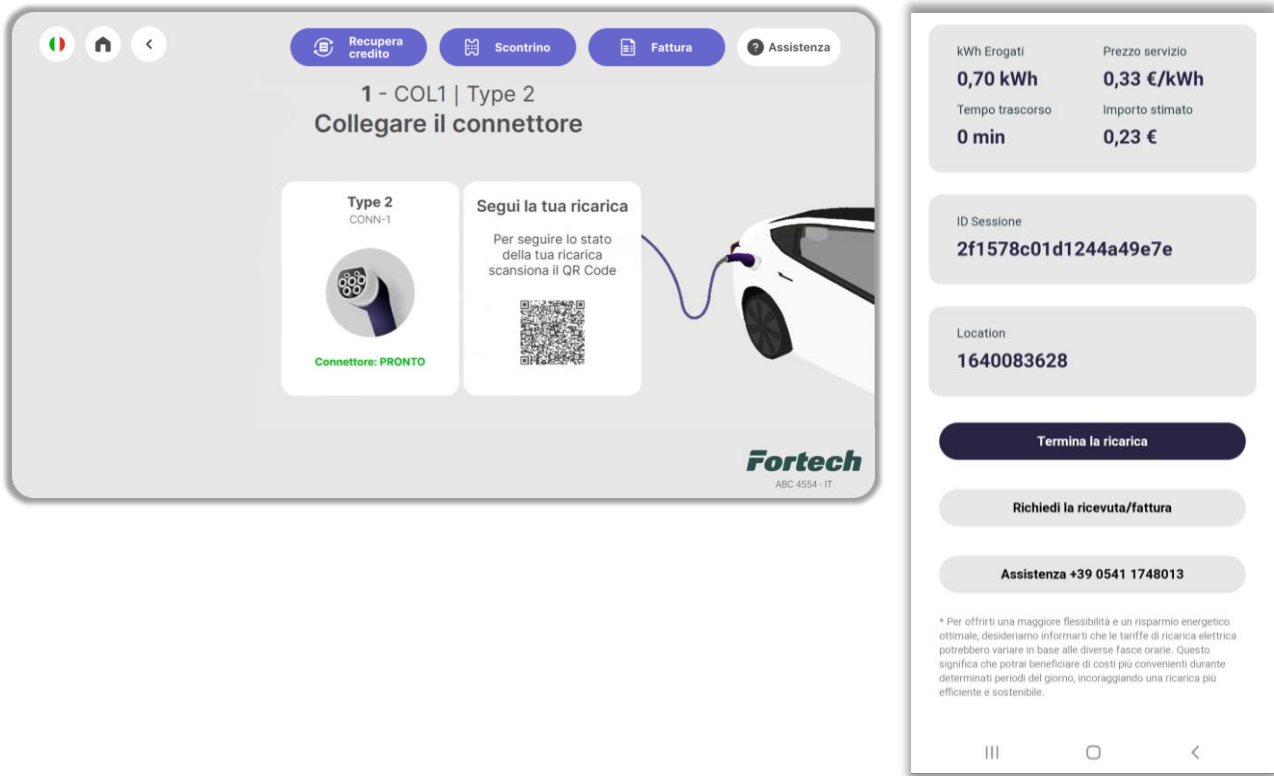 Recupera
credito
Scontrino
Fattura
? Assistenza
1 - COL1 | Type 2
Collegare il connettore
Type 2
CONN-1
Connettore: PRONTO
Segui la tua ricarica
Per seguire lo stato
della tua ricarica
scansiona il QR Code
Fortech
ABC 4554 - IT
kWh Erogati
0,70 kWh
Prezzo servizio
0,33 €/kWh
Tempo trascorso
0 min
Importo stimato
0,23 €
ID Sessione
2f1578c01d1244a49e7e
Location
1640083628
Termina la ricarica
Richiedi la ricevuta/fattura
Assistenza +39 0541 1748013
* Per offrirti una maggiore flessibilità e un risparmio energetico
ottimale, desideriamo informarti che le tariffe di ricarica elettrica
potrebbero variare in base alle diverse fasce orarie. Questo
significa che potrai beneficiare di costi più convenienti durante
determinati periodi del giorno, incoraggiando una ricarica più
efficiente e sostenibile.